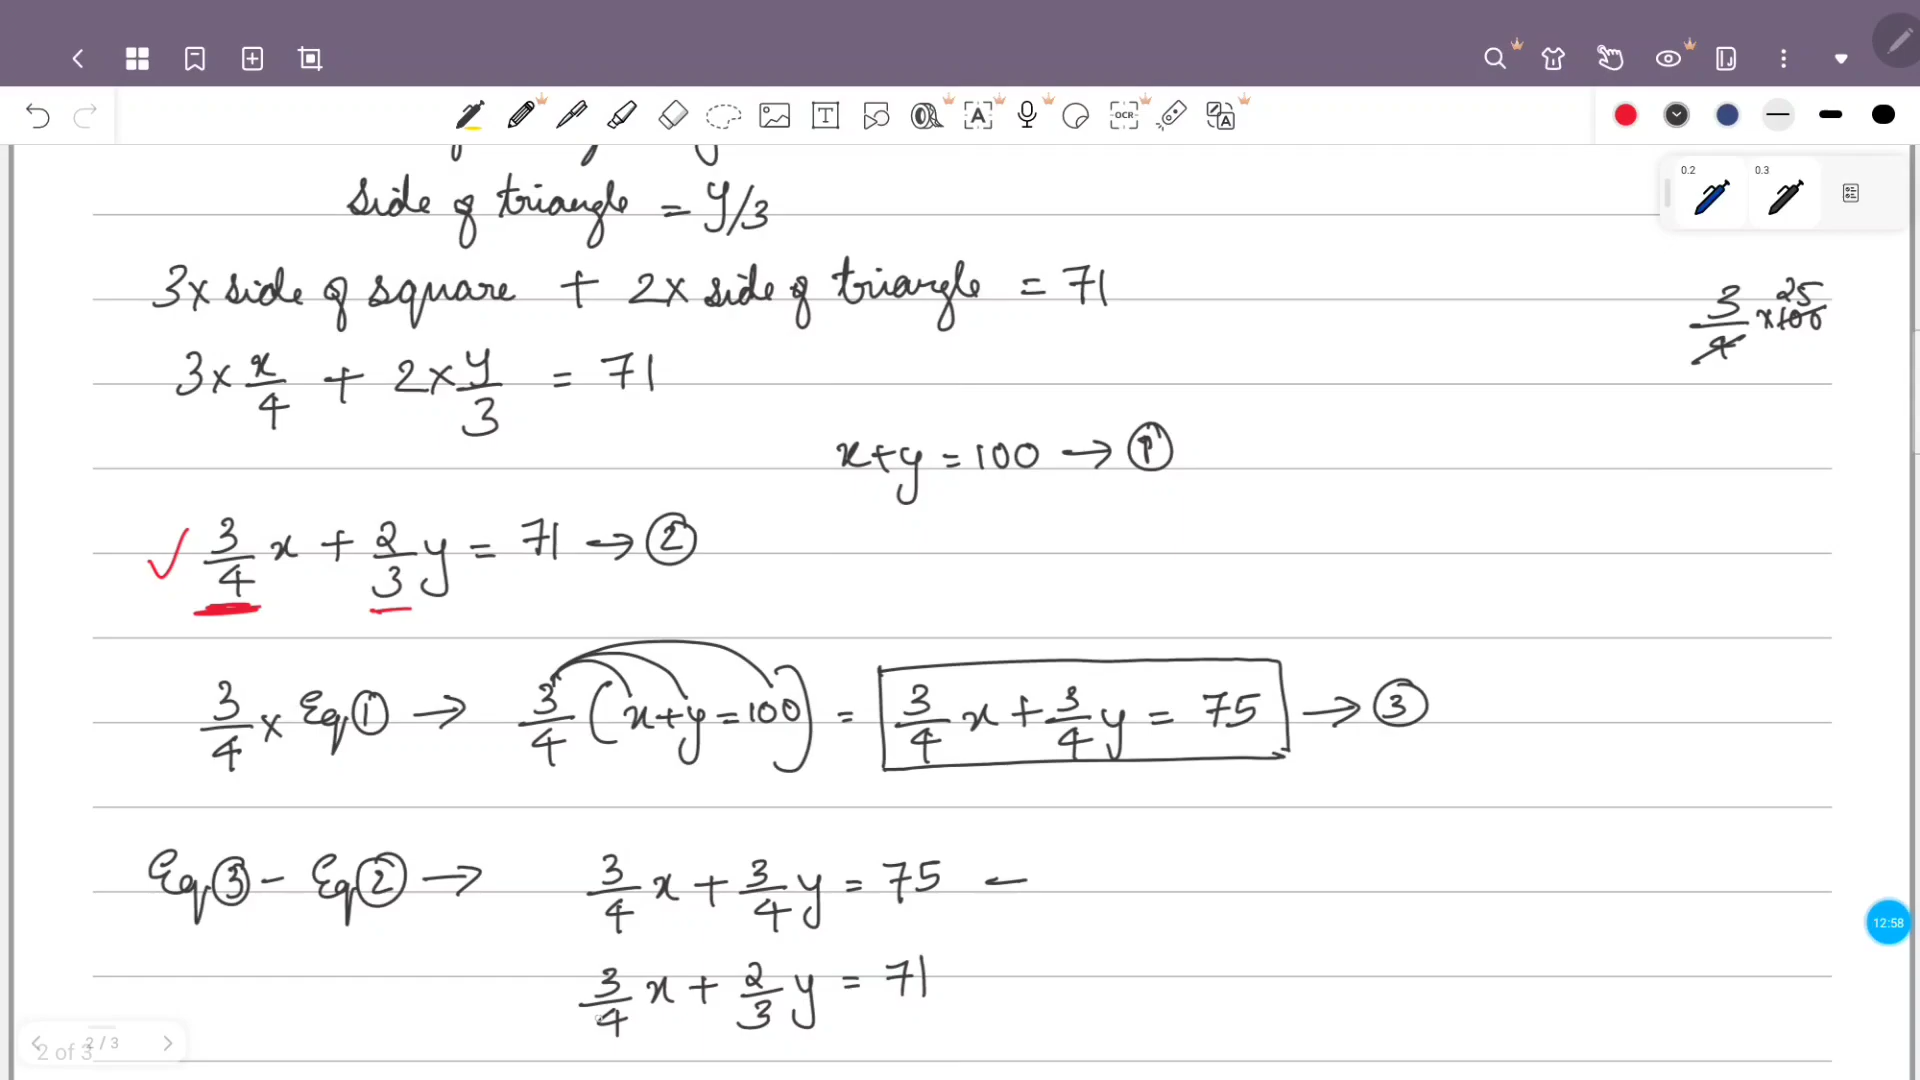 0.2 0.3
side of triangle = y/3
3x side of square + 2x side of triangle = 71
3/4 x 100 25
3x x/4 + 2x y/3 = 71
x+y = 100 → ①
3/4 x + 2/3 y = 71 → ②
3/4 x Eq① → 3/4 (x+y = 100) = 3/4 x + 3/4 y = 75 → ③
Eq③ - Eq② → 3/4 x + 3/4 y = 75 -
12:58
3/4 x + 2/3 y = 71
2/3
2 of 3